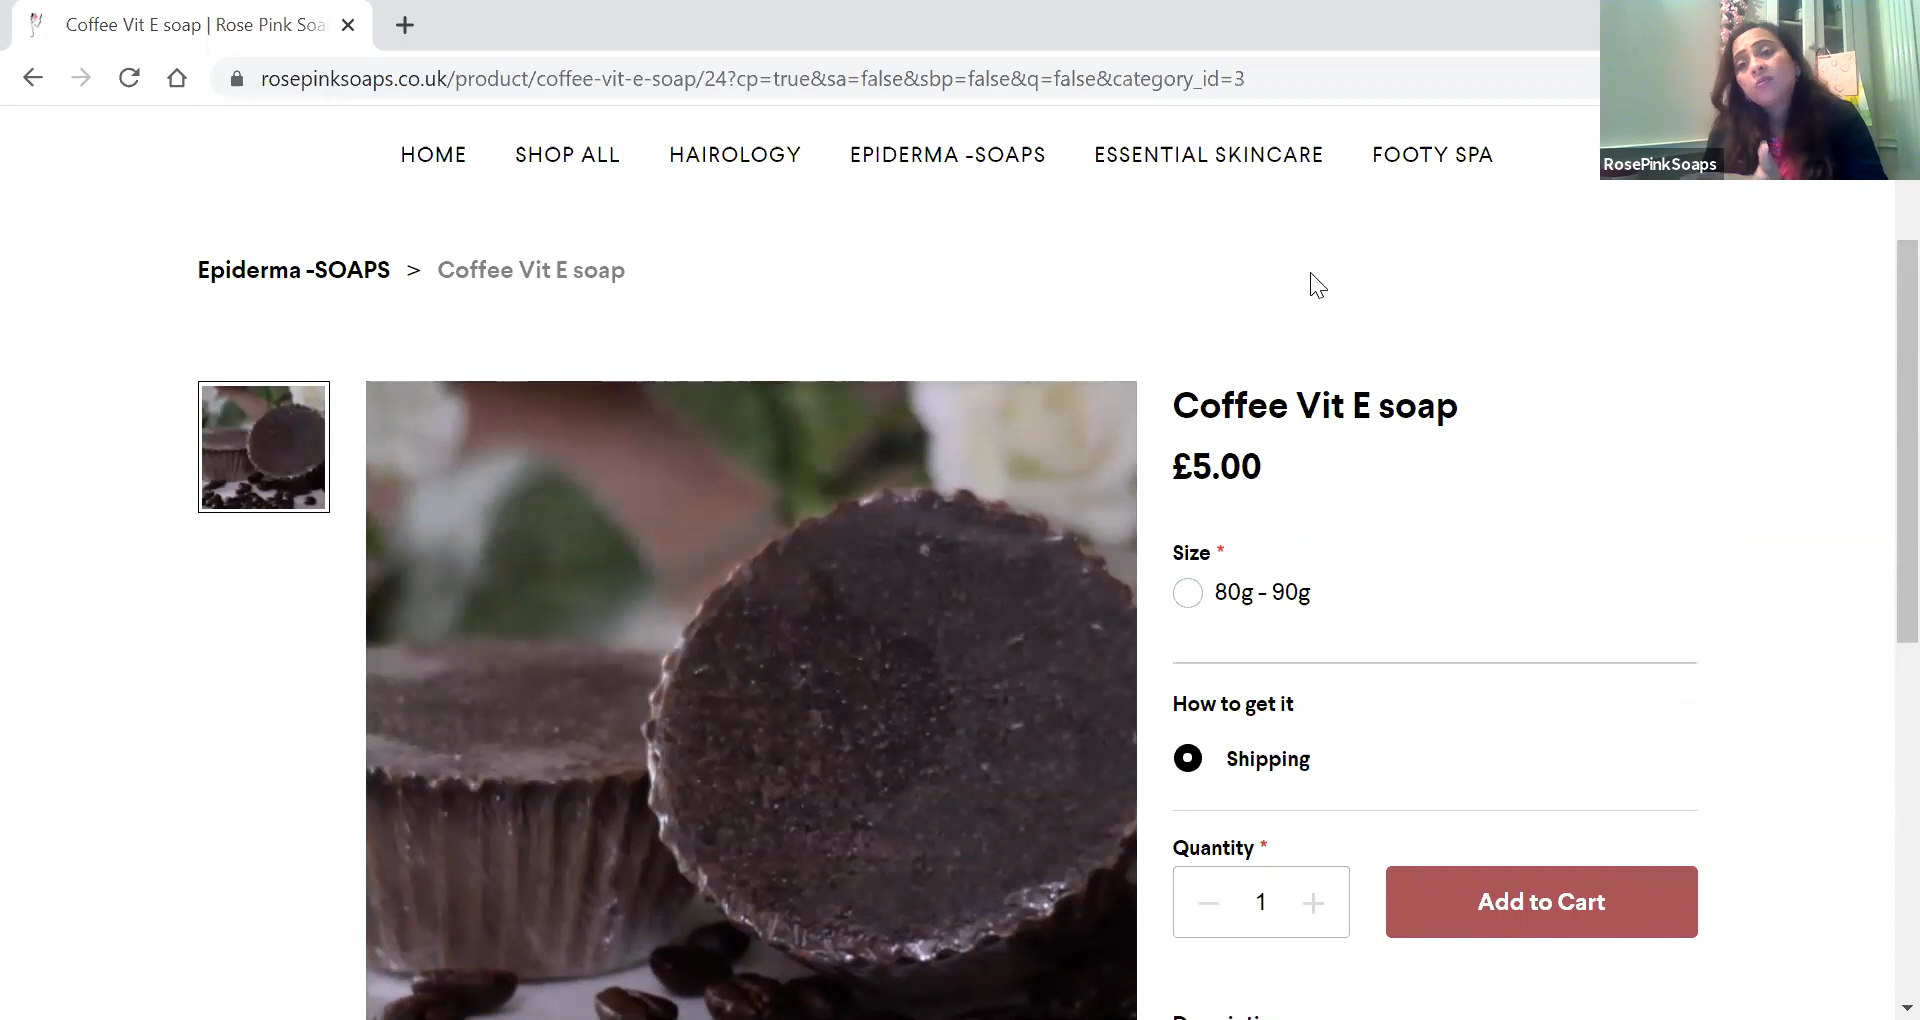 Coffee Vit E soap | Rose Pink Soa
rosepinksoaps.co.uk/product/coffee-vit-e-soap/24?cp=true&sa=false&sbp=false&q=false&category_id=3
RosePinkSoaps
HOME SHOP ALL HAIROLOGY EPIDERMA -SOAPS ESSENTIAL SKINCARE FOOTY SPA
Epiderma -SOAPS > Coffee Vit E soap
Coffee Vit E soap
£5.00
Size *
80g - 90g
How to get it
Shipping
Quantity *
1
Add to Cart